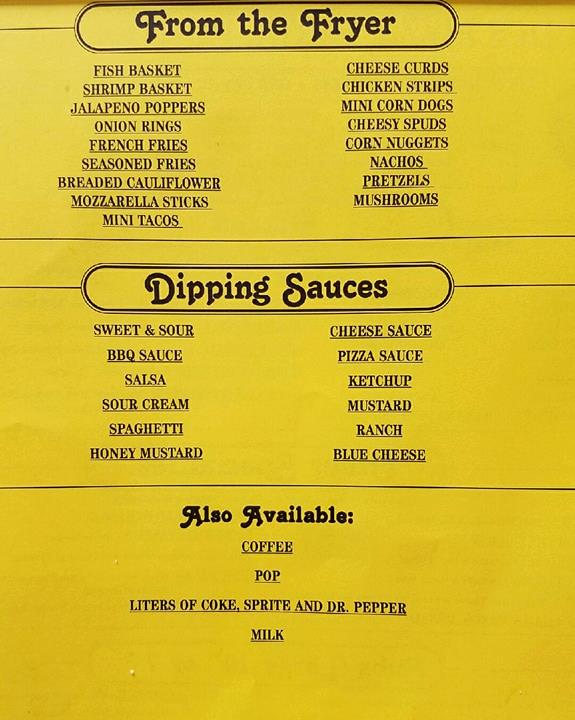 From the Fryer
FISH BASKET
SHRIMP BASKET
JALAPENO POPPERS
ONION RINGS
FRENCH FRIES
SEASONED FRIES
BREADED CAULIFLOWER
MOZZARELLA STICKS
MINI TACOS
CHEESE CURDS
CHICKEN STRIPS
MINI CORN DOGS
CHEESY SPUDS
CORN NUGGETS
NACHOS
PRETZELS
MUSHROOMS
Dipping Sauces
SWEET & SOUR
BBQ SAUCE
SALSA
SOUR CREAM
SPAGHETTI
HONEY MUSTARD
CHEESE SAUCE
PIZZA SAUCE
KETCHUP
MUSTARD
RANCH
BLUE CHEESE
Also Available:
COFFEE
POP
LITERS OF COKE, SPRITE AND DR. PEPPER
MILK